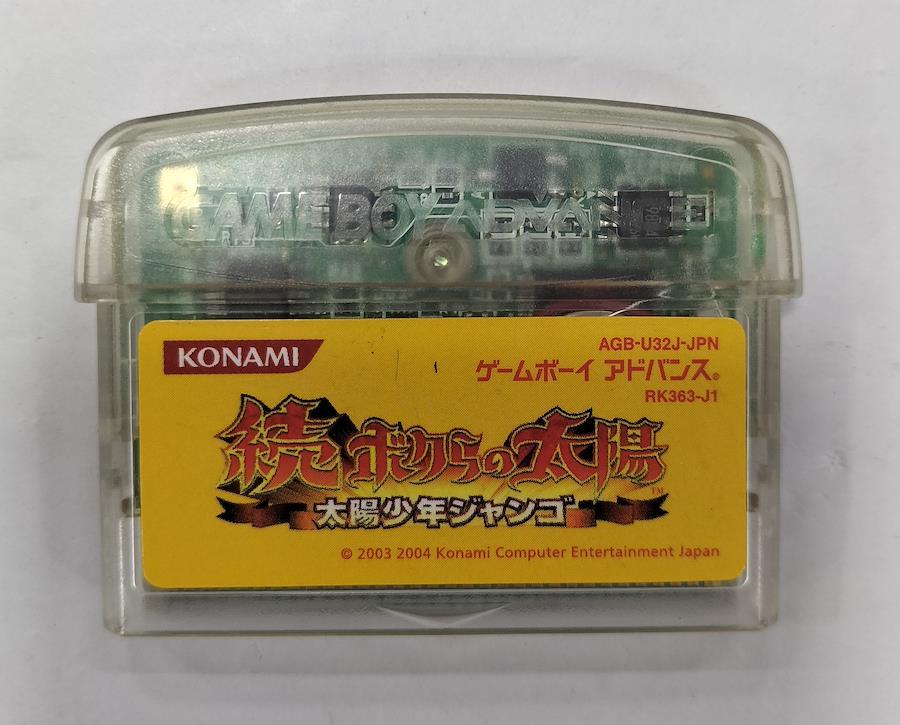 GAME BOY ADVANCE
KONAMI
AGB-U32J-JPN
ゲームボーイ アドバンス®
RK363-J1
続ボクらの太陽™
太陽少年ジャンゴ
© 2003 2004 Konami Computer Entertainment Japan